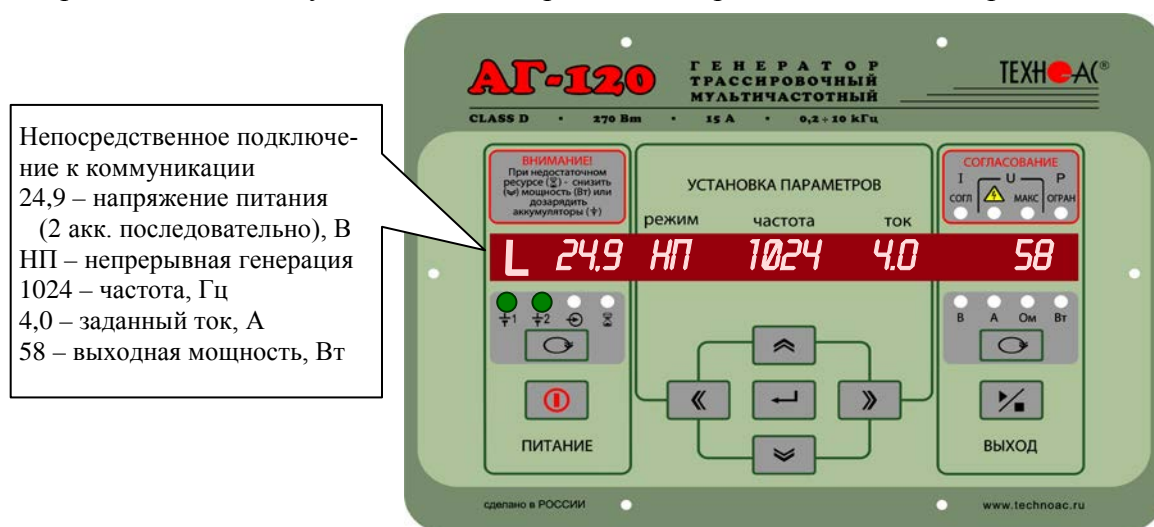 Непосредственное подключе-
ние к коммуникации
24,9 – напряжение питания
(2 акк. последовательно), В
НП – непрерывная генерация
1024 – частота, Гц
4,0 – заданный ток, А
58 – выходная мощность, Вт
АГ-120
ГЕНЕРАТОР
ТРАССИРОВОЧНЫЙ
МУЛЬТИЧАСТОТНЫЙ
ТЕХНО-АС®
CLASS D • 270 Вт • 15 А • 0,2÷10 кГц
ВНИМАНИЕ!
При недостаточном
ресурсе (⌛) - снизить
(︾) мощность (Вт) или
дозарядить
аккумуляторы (⏚)
УСТАНОВКА ПАРАМЕТРОВ
режим частота ток
СОГЛАСОВАНИЕ
I U P
СОГЛ МАКС ОГРАН
L 24,9 НП 1024 4.0 58
1 2
В А Ом Вт
ПИТАНИЕ
ВЫХОД
сделано в РОССИИ
www.technoac.ru